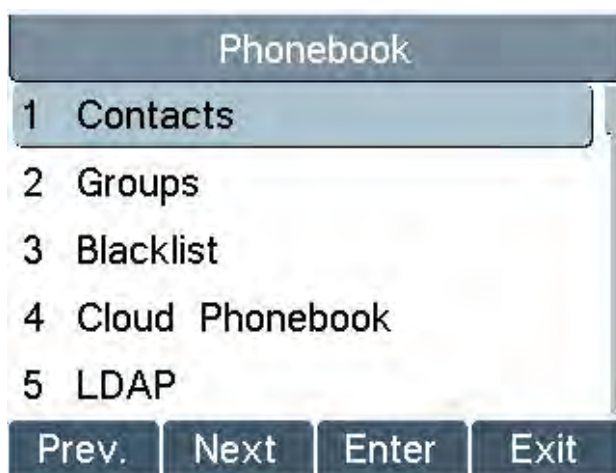 Phonebook
1 Contacts
2 Groups
3 Blacklist
4 Cloud Phonebook
5 LDAP
Prev. Next Enter Exit